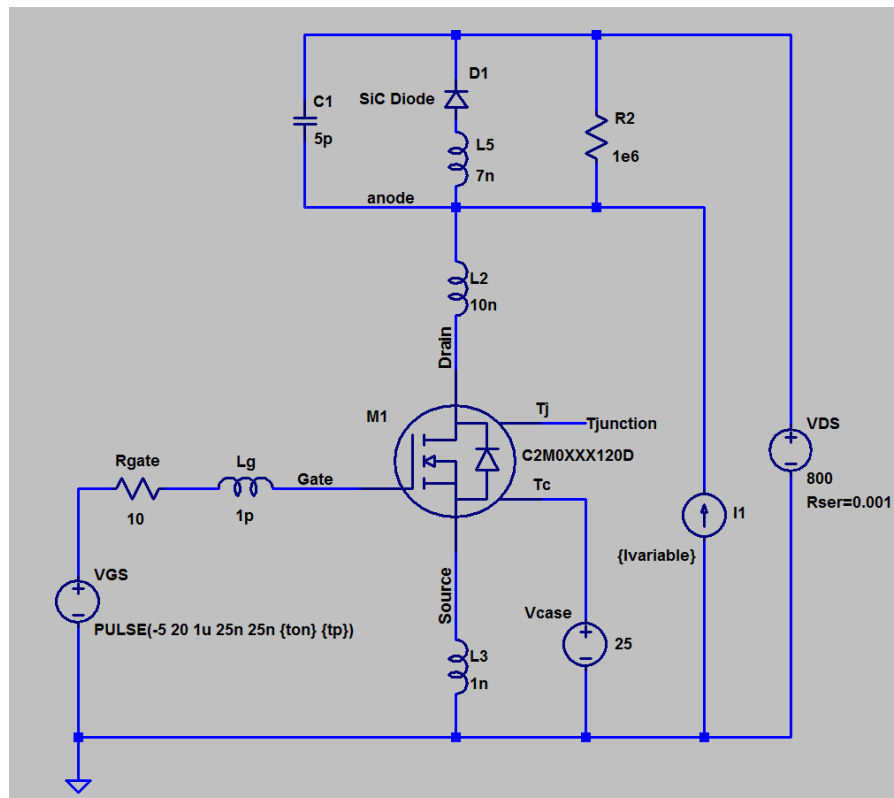 D1
SiC Diode
C1
5p
L5
7n
R2
1e6
anode
L2
10n
Drain
M1
Tj
Tjunction
C2M0XXX120D
Tc
VDS
800
Rser=0.001
Rgate
10
Lg
1p
Gate
I1
{Ivariable}
VGS
PULSE(-5 20 1u 25n 25n {ton} {tp})
Source
Vcase
25
L3
1n